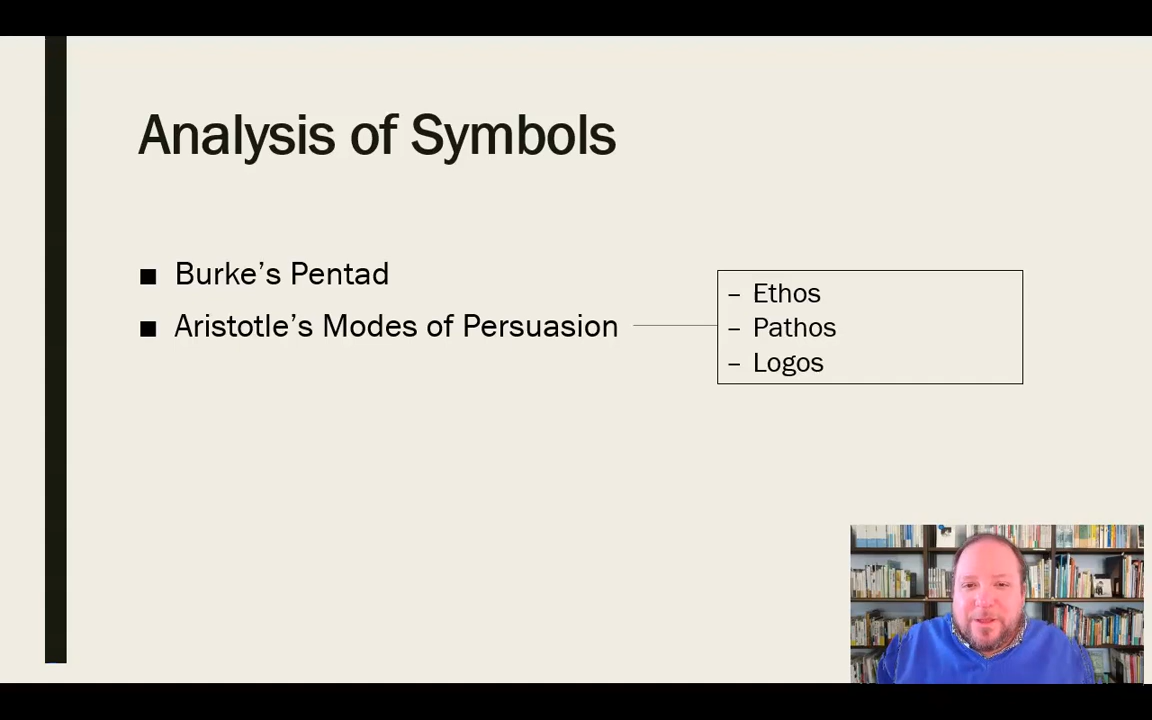 Analysis of Symbols
■ Burke’s Pentad
■ Aristotle’s Modes of Persuasion
– Ethos
– Pathos
– Logos